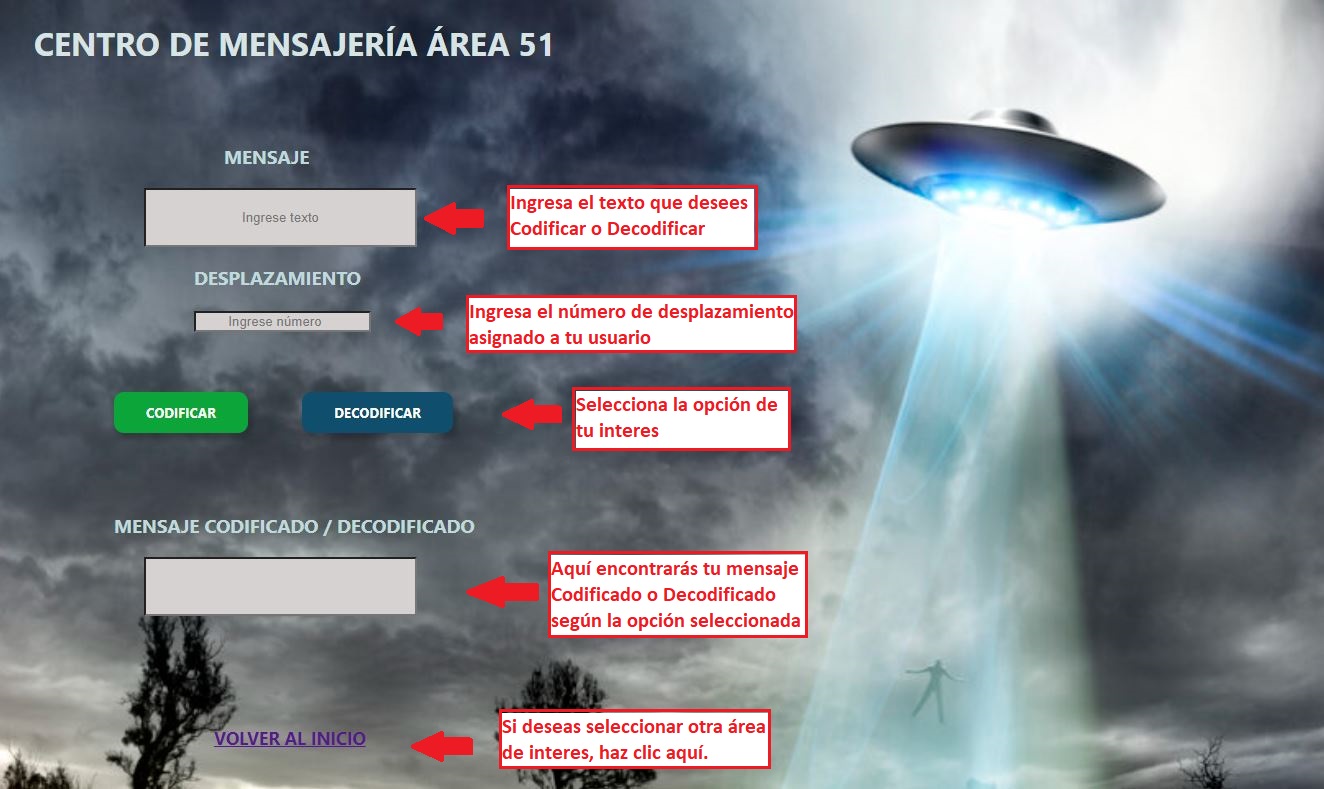 CENTRO DE MENSAJERÍA ÁREA 51
MENSAJE
Ingrese texto
Ingresa el texto que desees
Codificar o Decodificar
DESPLAZAMIENTO
Ingrese número
Ingresa el número de desplazamiento
asignado a tu usuario
CODIFICAR
DECODIFICAR
Selecciona la opción de
tu interes
MENSAJE CODIFICADO / DECODIFICADO
Aquí encontrarás tu mensaje
Codificado o Decodificado
según la opción seleccionada
VOLVER AL INICIO
Si deseas seleccionar otra área
de interes, haz clic aquí.